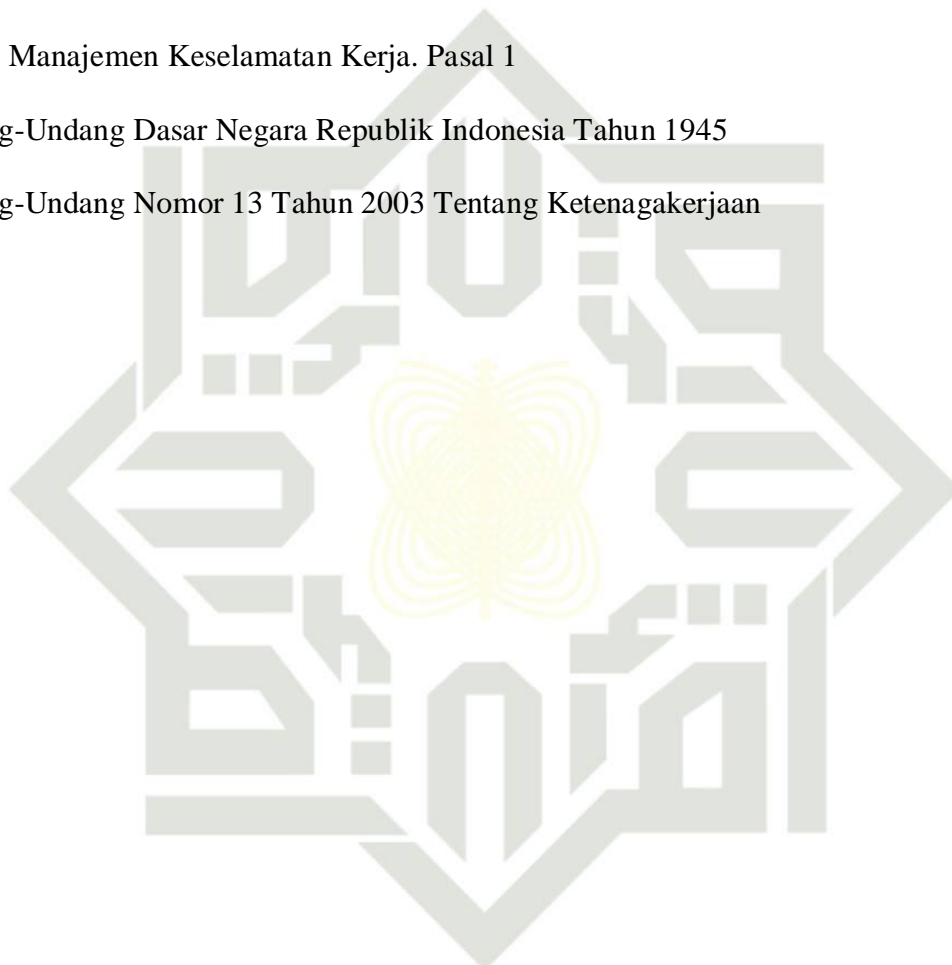 Manajemen Keselamatan Kerja. Pasal 1
g-Undang Dasar Negara Republik Indonesia Tahun 1945
g-Undang Nomor 13 Tahun 2003 Tentang Ketenagakerjaan